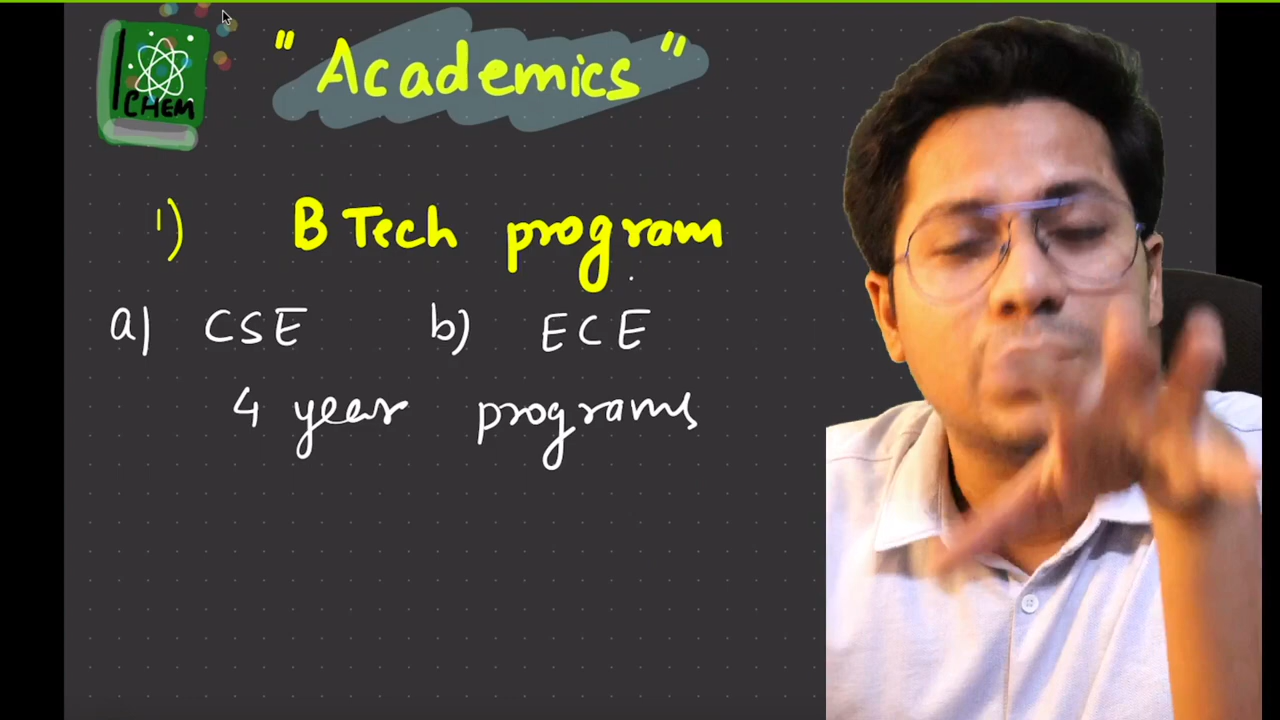 CHEM
" Academics "
1) B Tech program
a) CSE b) ECE
4 year programs